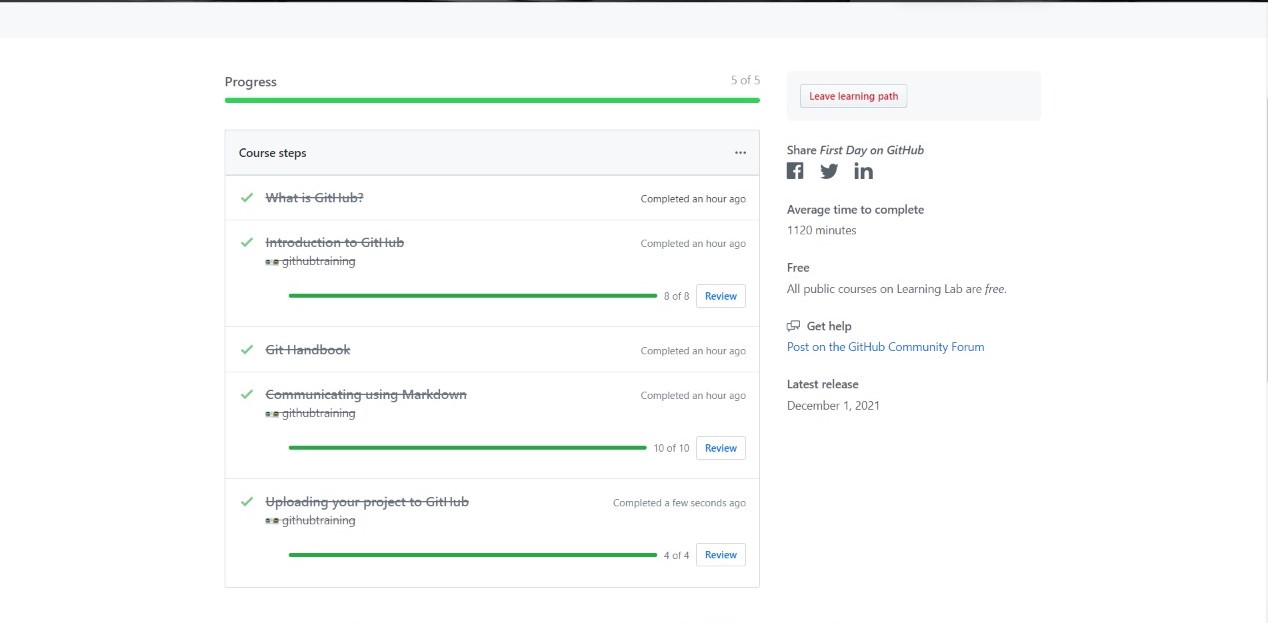 Progress
5 of 5
Course steps
What is GitHub?
Completed an hour ago
Introduction to GitHub
Completed an hour ago
githubtraining
8 of 8
Review
Git Handbook
Completed an hour ago
Communicating using Markdown
Completed an hour ago
githubtraining
10 of 10
Review
Uploading your project to GitHub
Completed a few seconds ago
githubtraining
4 of 4
Review
Leave learning path
Share First Day on GitHub
Average time to complete
1120 minutes
Free
All public courses on Learning Lab are free.
Get help
Post on the GitHub Community Forum
Latest release
December 1, 2021